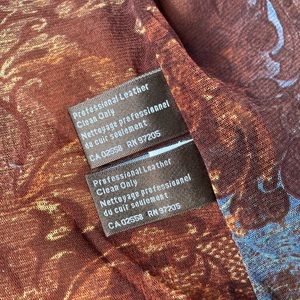 Professional Leather
Clean Only
Nettoyage professionnel
du cuir seulement
CA 02558 RN 97205
Professional Leather
Clean Only
Nettoyage professionnel
du cuir seulement
CA 02558 RN 97205